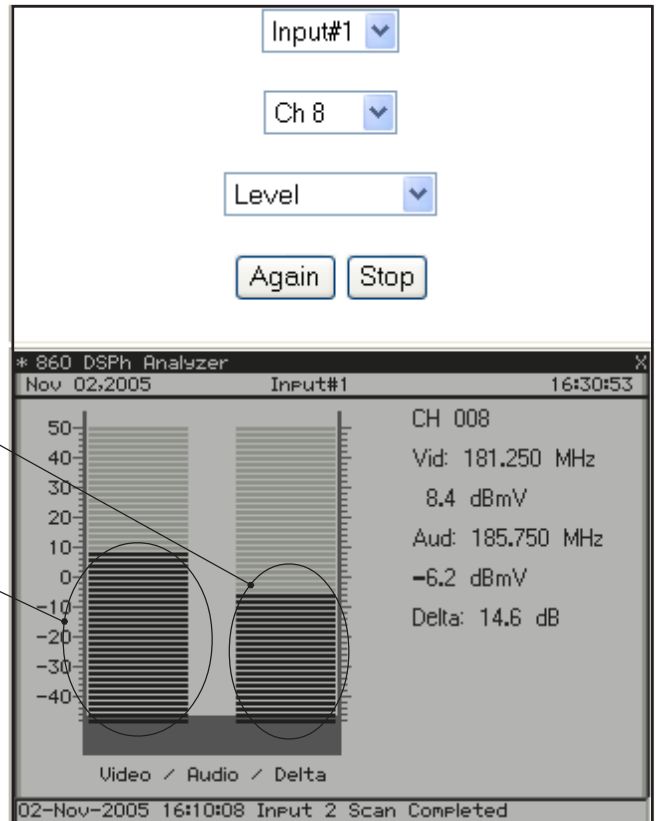 Input#1
Ch 8
Level
Again Stop
* 860 DSPh Analyzer X
Nov 02,2005 Input#1 16:30:53
CH 008
50
Vid: 181.250 MHz
40
30
8.4 dBmV
20
Aud: 185.750 MHz
10
0
-6.2 dBmV
-10
Delta: 14.6 dB
-20
-30
-40
Video / Audio / Delta
02-Nov-2005 16:10:08 Input 2 Scan Completed